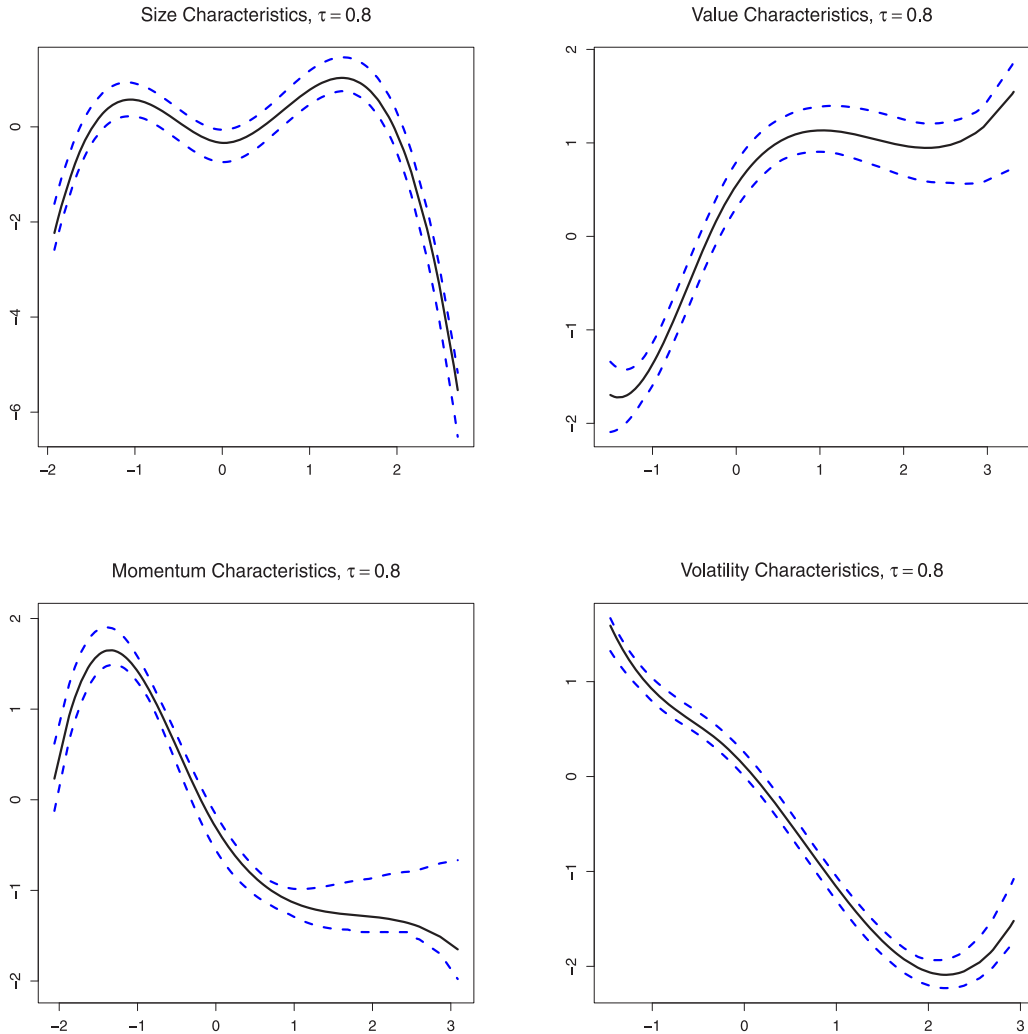 Size Characteristics, τ = 0.8
0
−2
−4
−6
−2 −1 0 1 2
Value Characteristics, τ = 0.8
2
1
0
−1
−2
−1 0 1 2 3
Momentum Characteristics, τ = 0.8
2
1
0
−1
−2
−2 −1 0 1 2 3
Volatility Characteristics, τ = 0.8
1
0
−1
−2
−1 0 1 2 3